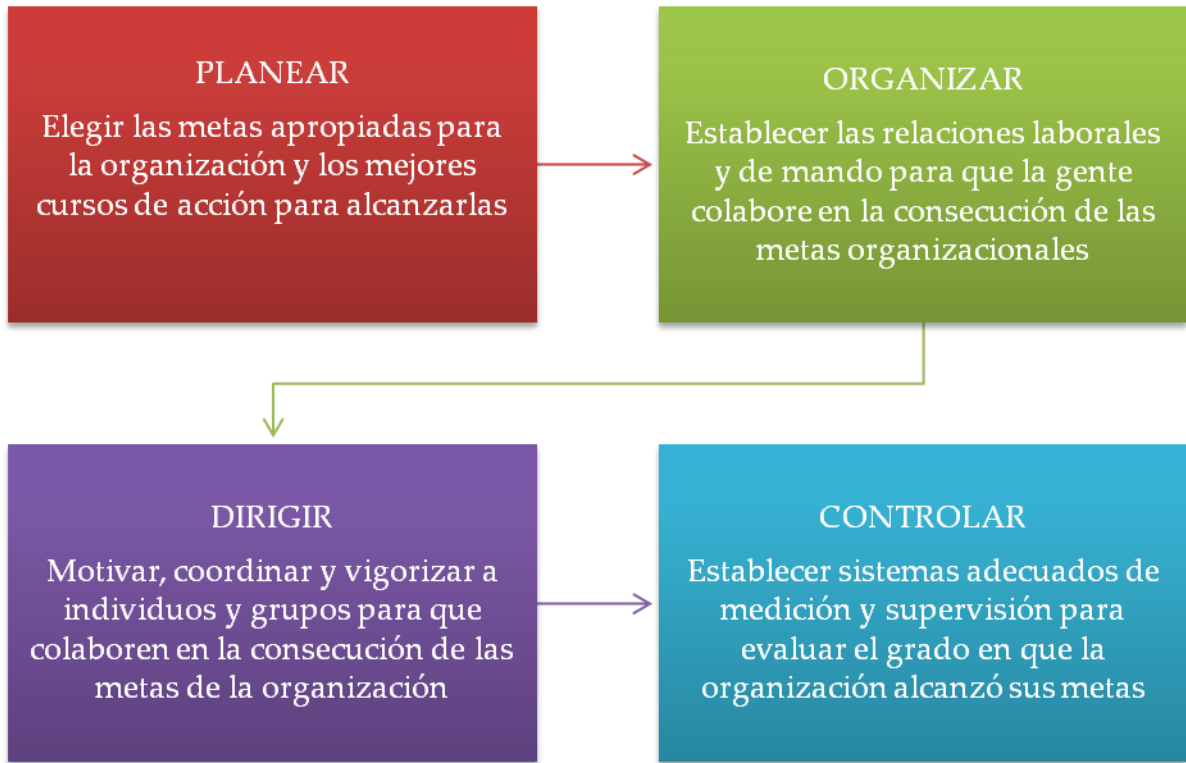 PLANEAR
Elegir las metas apropiadas para
la organización y los mejores
cursos de acción para alcanzarlas
ORGANIZAR
Establecer las relaciones laborales
y de mando para que la gente
colabore en la consecución de las
metas organizacionales
DIRIGIR
Motivar, coordinar y vigorizar a
individuos y grupos para que
colaboren en la consecución de las
metas de la organización
CONTROLAR
Establecer sistemas adecuados de
medición y supervisión para
evaluar el grado en que la
organización alcanzó sus metas